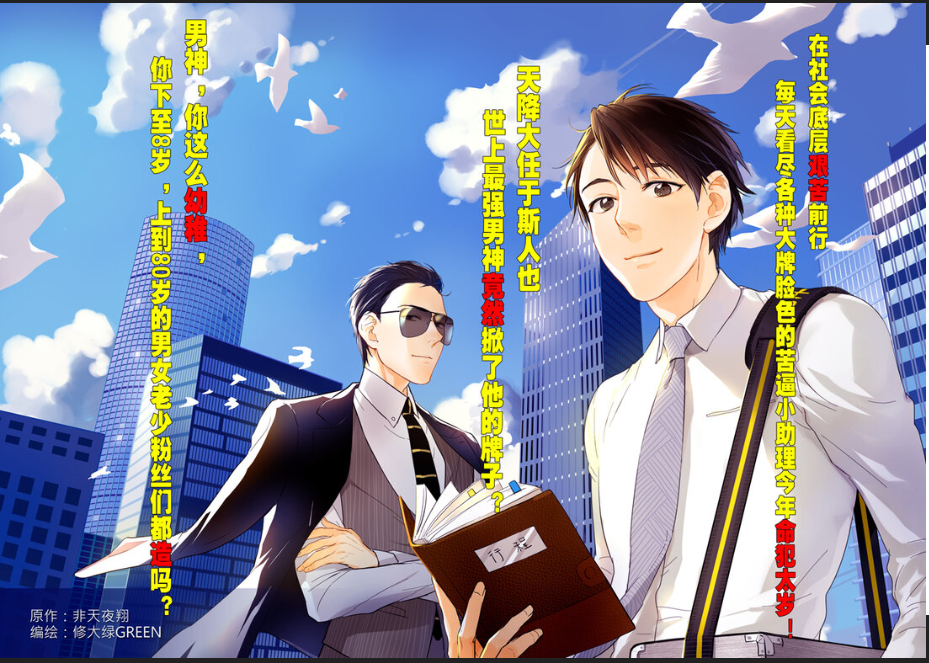 在社会底层艰苦前行
每天看尽各种大牌脸色的苦逼小助理今年命犯太岁！
天降大任于斯人也
世上最强男神竟然掀了他的牌子？
男神，你这么幼稚，
你下至8岁，上到80岁的男女老少粉丝们都造吗？
行程
原作：非天夜翔
编绘：修大绿GREEN